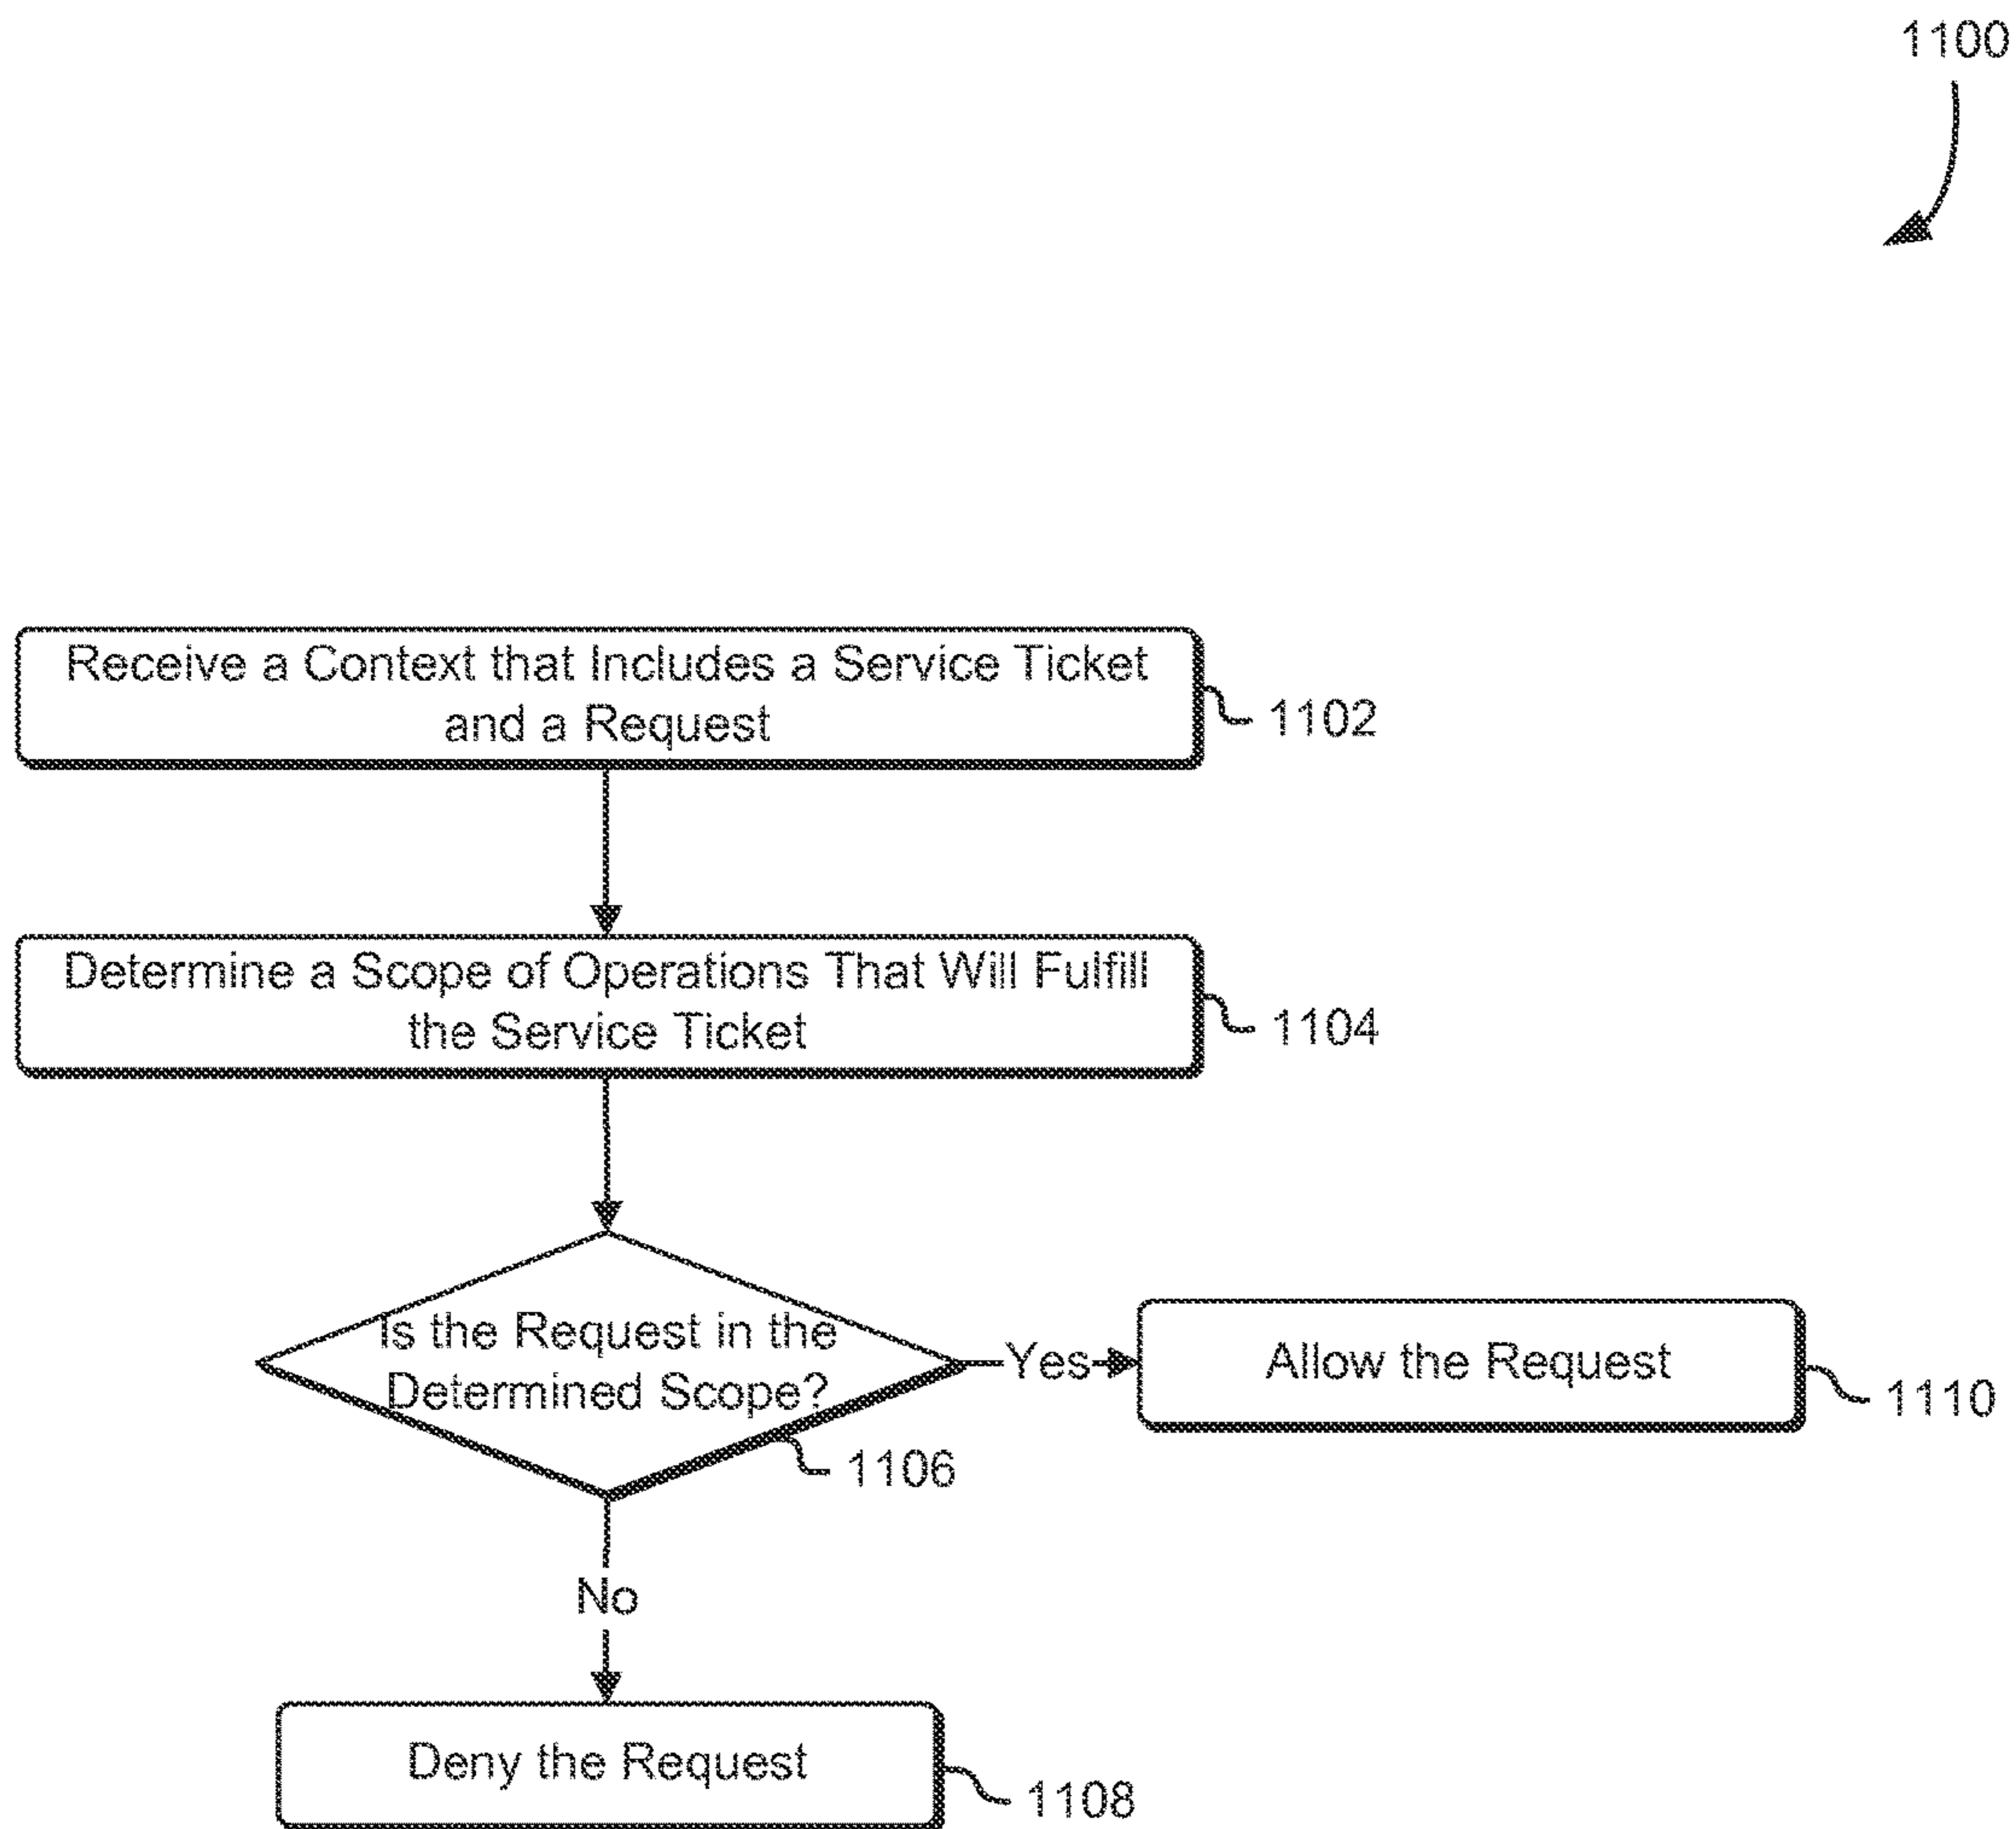 1100
Receive a Context that Includes a Service Ticket
and a Request
1102
Determine a Scope of Operations That Will Fulfill
the Service Ticket
1104
Is the Request in the
Determined Scope?
1106
Yes
Allow the Request
1110
No
Deny the Request
1108